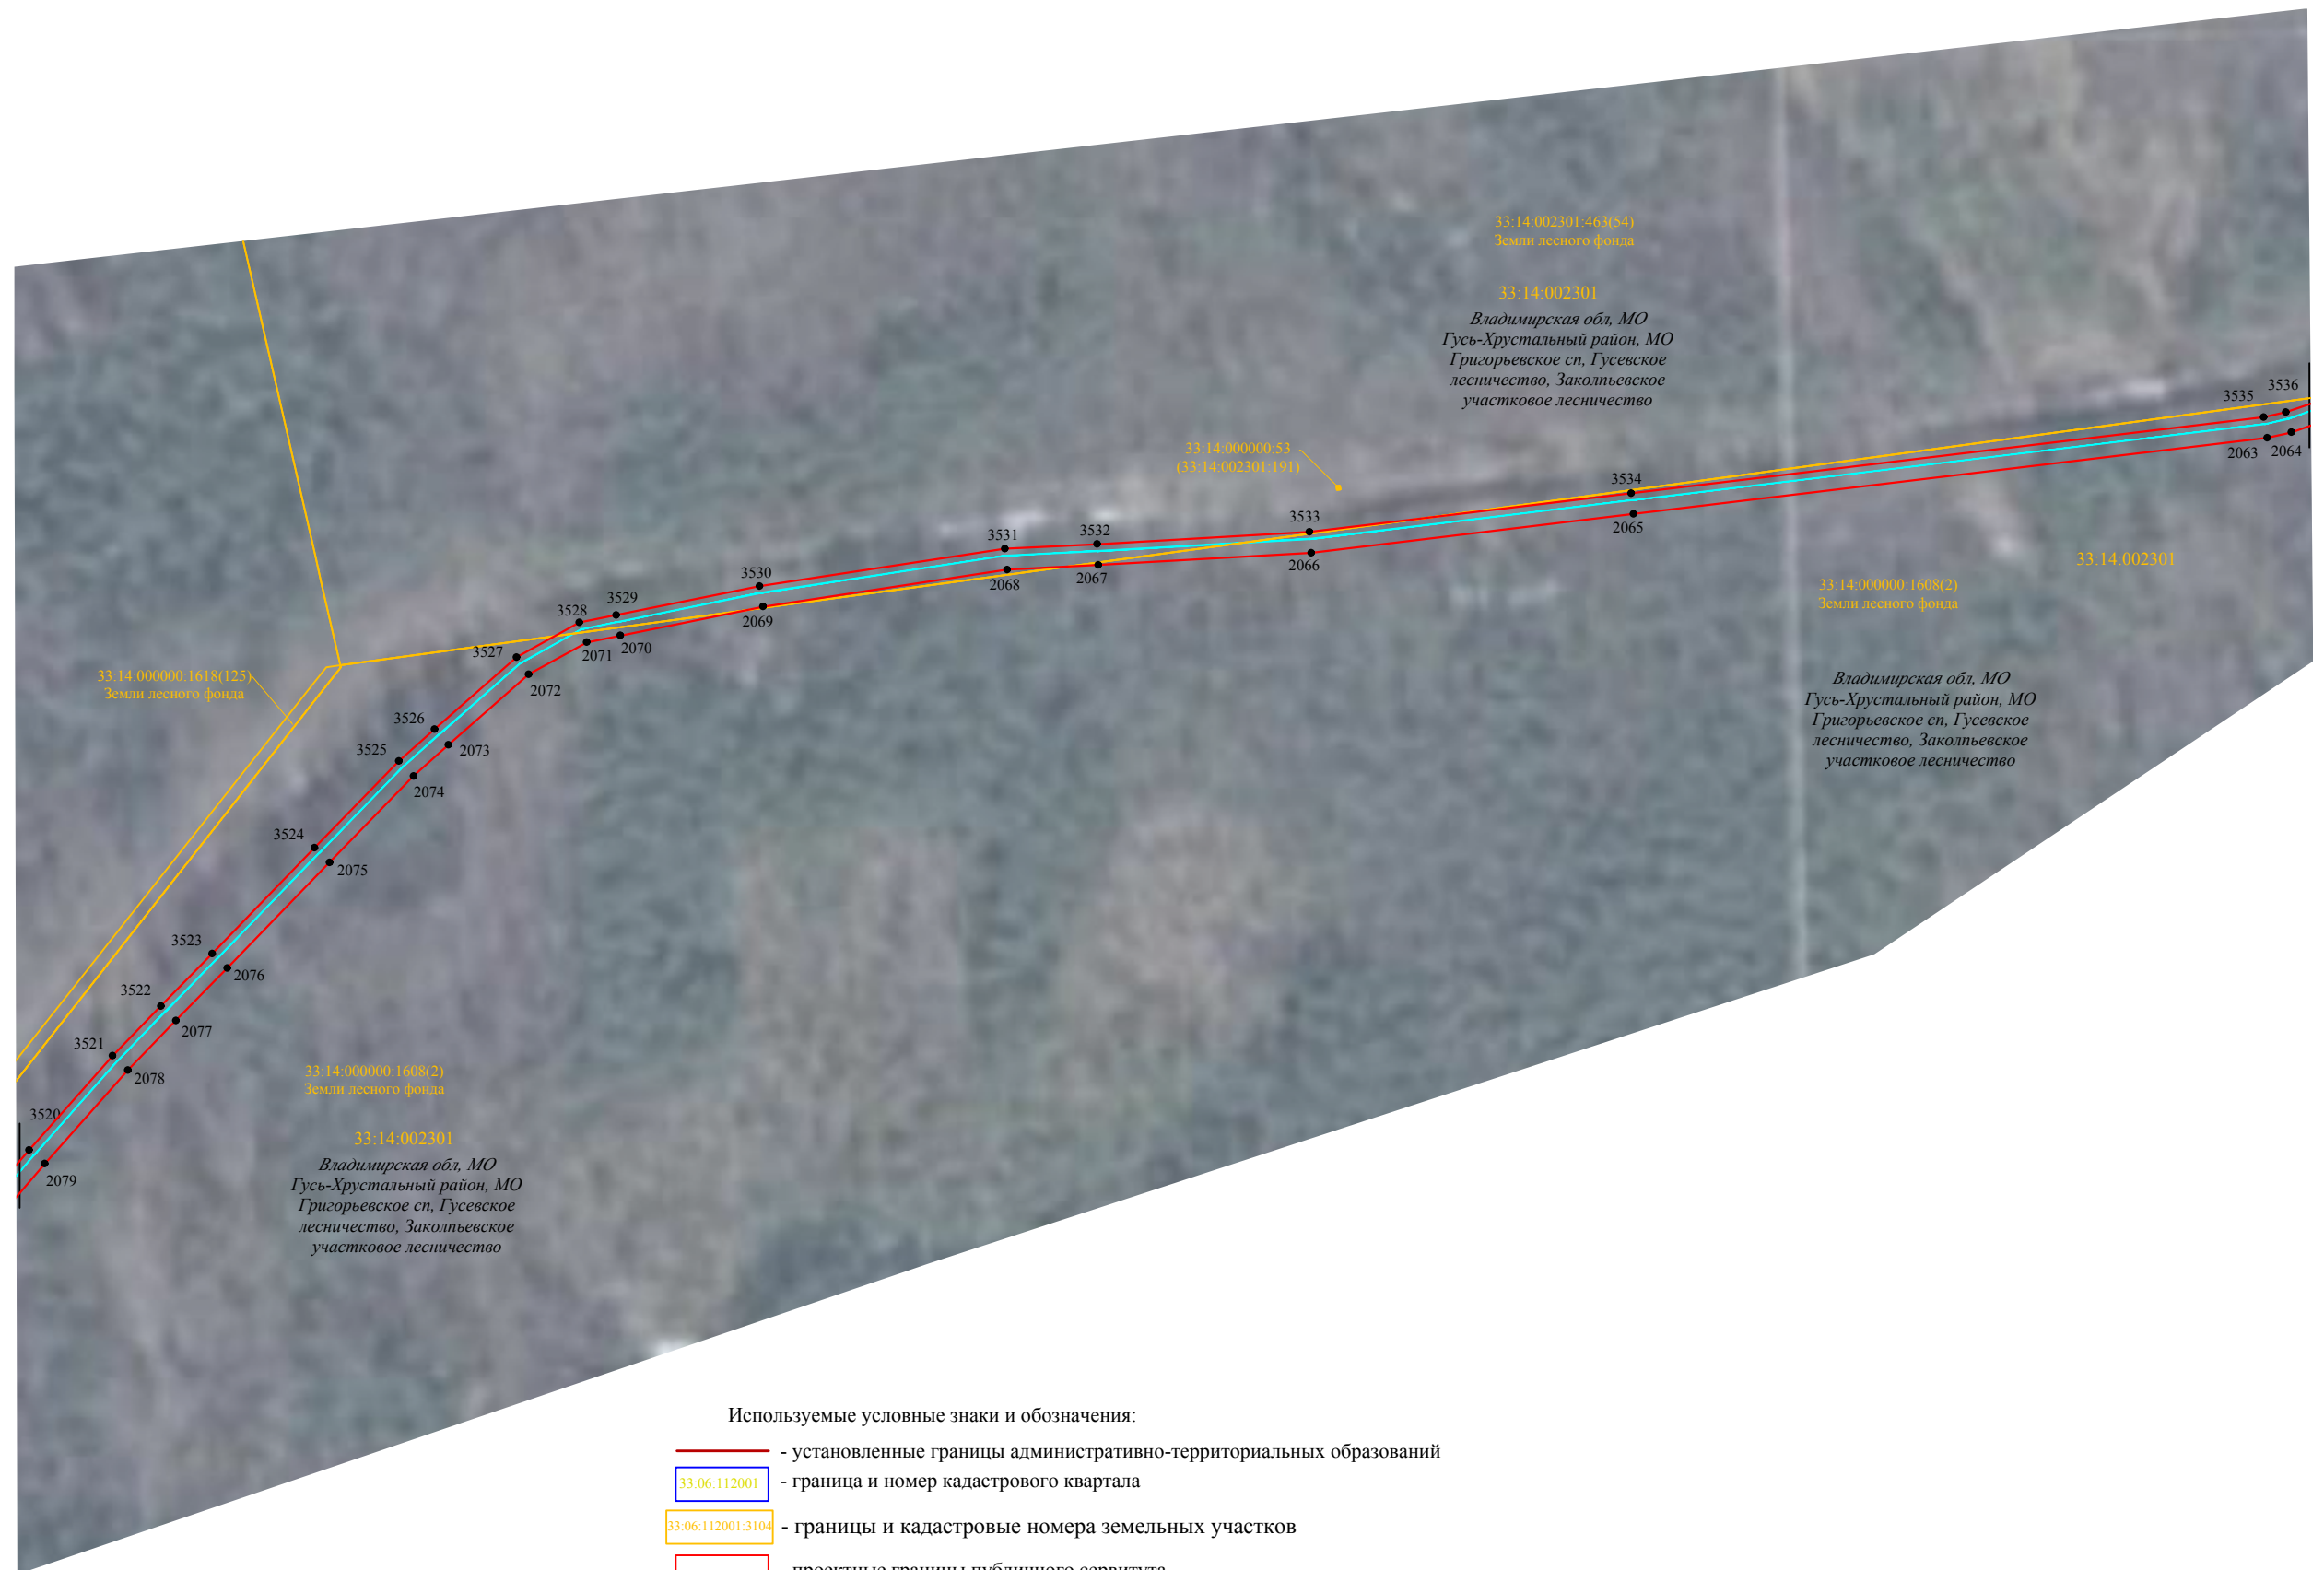 33:14:002301:463(54)
Земли лесного фонда
33:14:002301
Владимирская обл, МО
Гусь-Хрустальный район, МО
Григорьевское сп, Гусевское
лесничество, Заколпьевское
участковое лесничество
3536
3535
2063
2064
33:14:000000:53
(33:14:002301:191)
3534
2065
3533
2066
3532
2067
3531
2068
3530
2069
3529
3528
2070
2071
3527
2072
33:14:002301
33:14:000000:1608(2)
Земли лесного фонда
Владимирская обл, МО
Гусь-Хрустальный район, МО
Григорьевское сп, Гусевское
лесничество, Заколпьевское
участковое лесничество
33:14:000000:1618(125)
Земли лесного фонда
3526
2073
3525
2074
3524
2075
3523
2076
3522
2077
3521
2078
3520
2079
33:14:000000:1608(2)
Земли лесного фонда
33:14:002301
Владимирская обл, МО
Гусь-Хрустальный район, МО
Григорьевское сп, Гусевское
лесничество, Заколпьевское
участковое лесничество
Используемые условные знаки и обозначения:
- установленные границы административно-территориальных образований
33:06:112001 - граница и номер кадастрового квартала
33:06:112001:3104 - границы и кадастровые номера земельных участков
проектные границы публичного сервитута